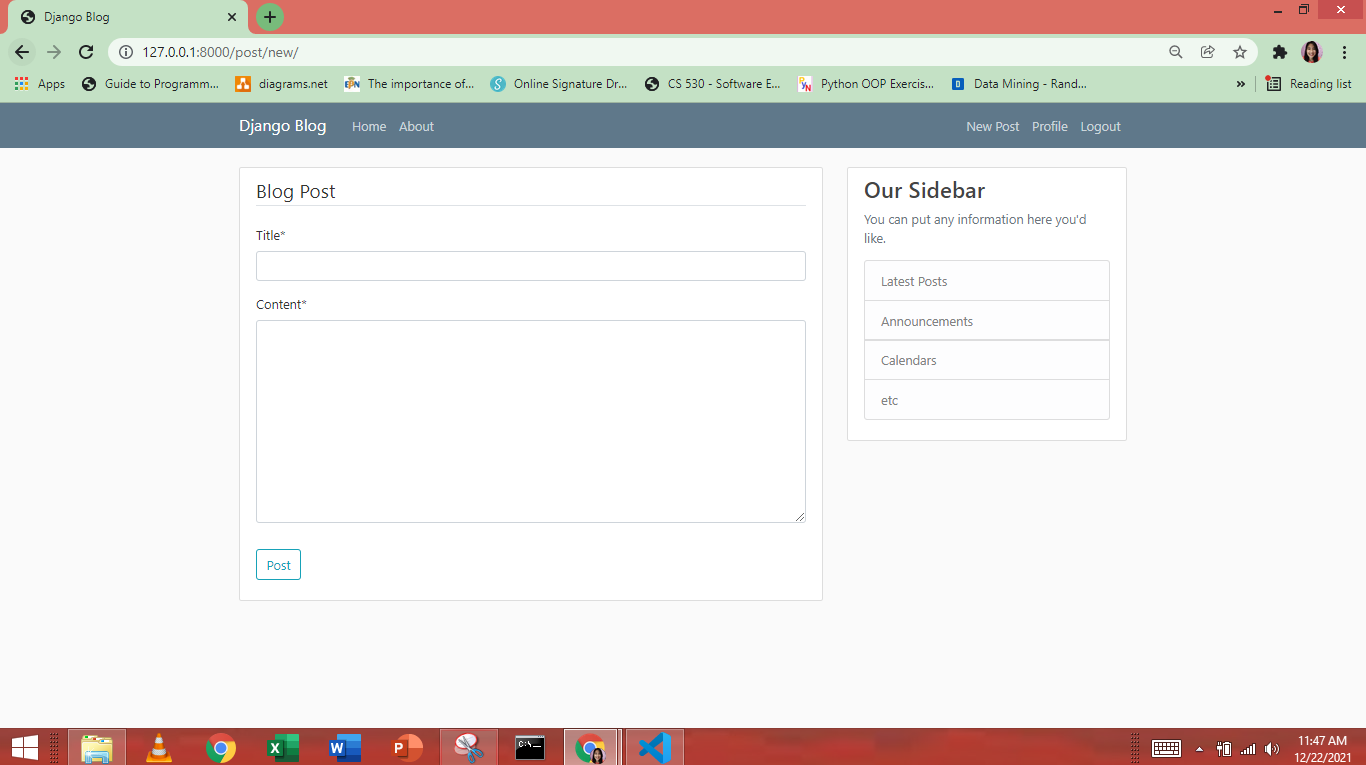 Django Blog
127.0.0.1:8000/post/new/
Apps Guide to Programm... diagrams.net The importance of... Online Signature Dr... CS 530 - Software E... Python OOP Exercis... Data Mining - Rand... » Reading list
Django Blog Home About New Post Profile Logout
Blog Post
Title*
Content*
Post
Our Sidebar
You can put any information here you'd
like.
Latest Posts
Announcements
Calendars
etc
11:47 AM
12/22/2021